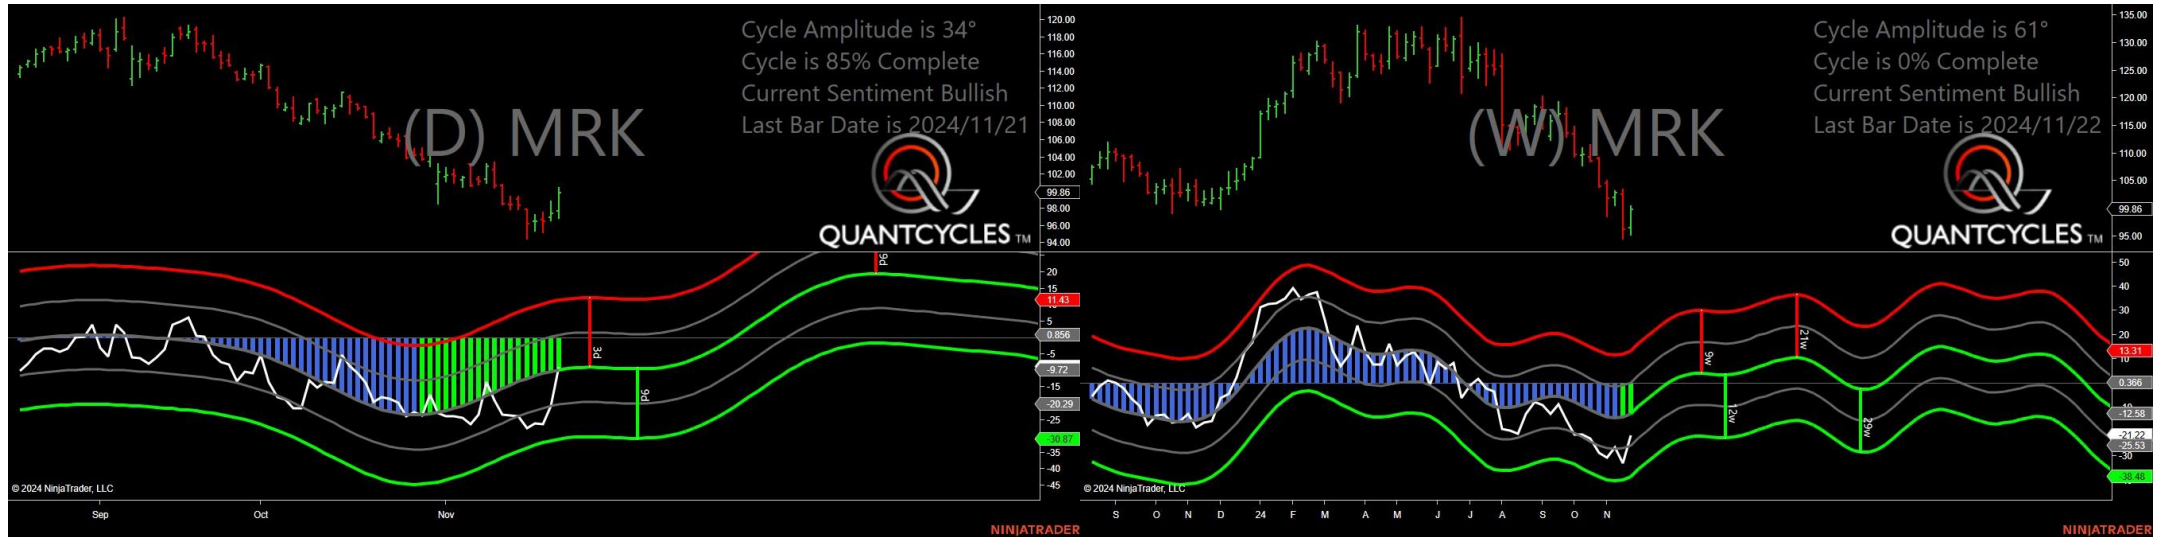 Cycle Amplitude is 34°
Cycle is 85% Complete
Current Sentiment Bullish
Last Bar Date is 2024/11/21
(D) MRK
QUANTCYCLES TM
120.00
118.00
116.00
114.00
112.00
110.00
108.00
106.00
104.00
102.00
99.86
98.00
96.00
94.00
20
15
11.43
5
0.856
-5
-9.72
-15
-20.29
-25
-30.87
-35
-40
-45
3d
9d
9d
© 2024 NinjaTrader, LLC
Sep Oct Nov
NINJATRADER
Cycle Amplitude is 61°
Cycle is 0% Complete
Current Sentiment Bullish
Last Bar Date is 2024/11/22
(W) MRK
QUANTCYCLES TM
135.00
130.00
125.00
120.00
115.00
110.00
105.00
99.86
95.00
50
40
30
20
13.31
10
0.366
-12.58
-21.22
-25.53
-30
-38.48
9w
12w
21w
29w
© 2024 NinjaTrader, LLC
S O N D 24 F M A M J J A S O N
NINJATRADER